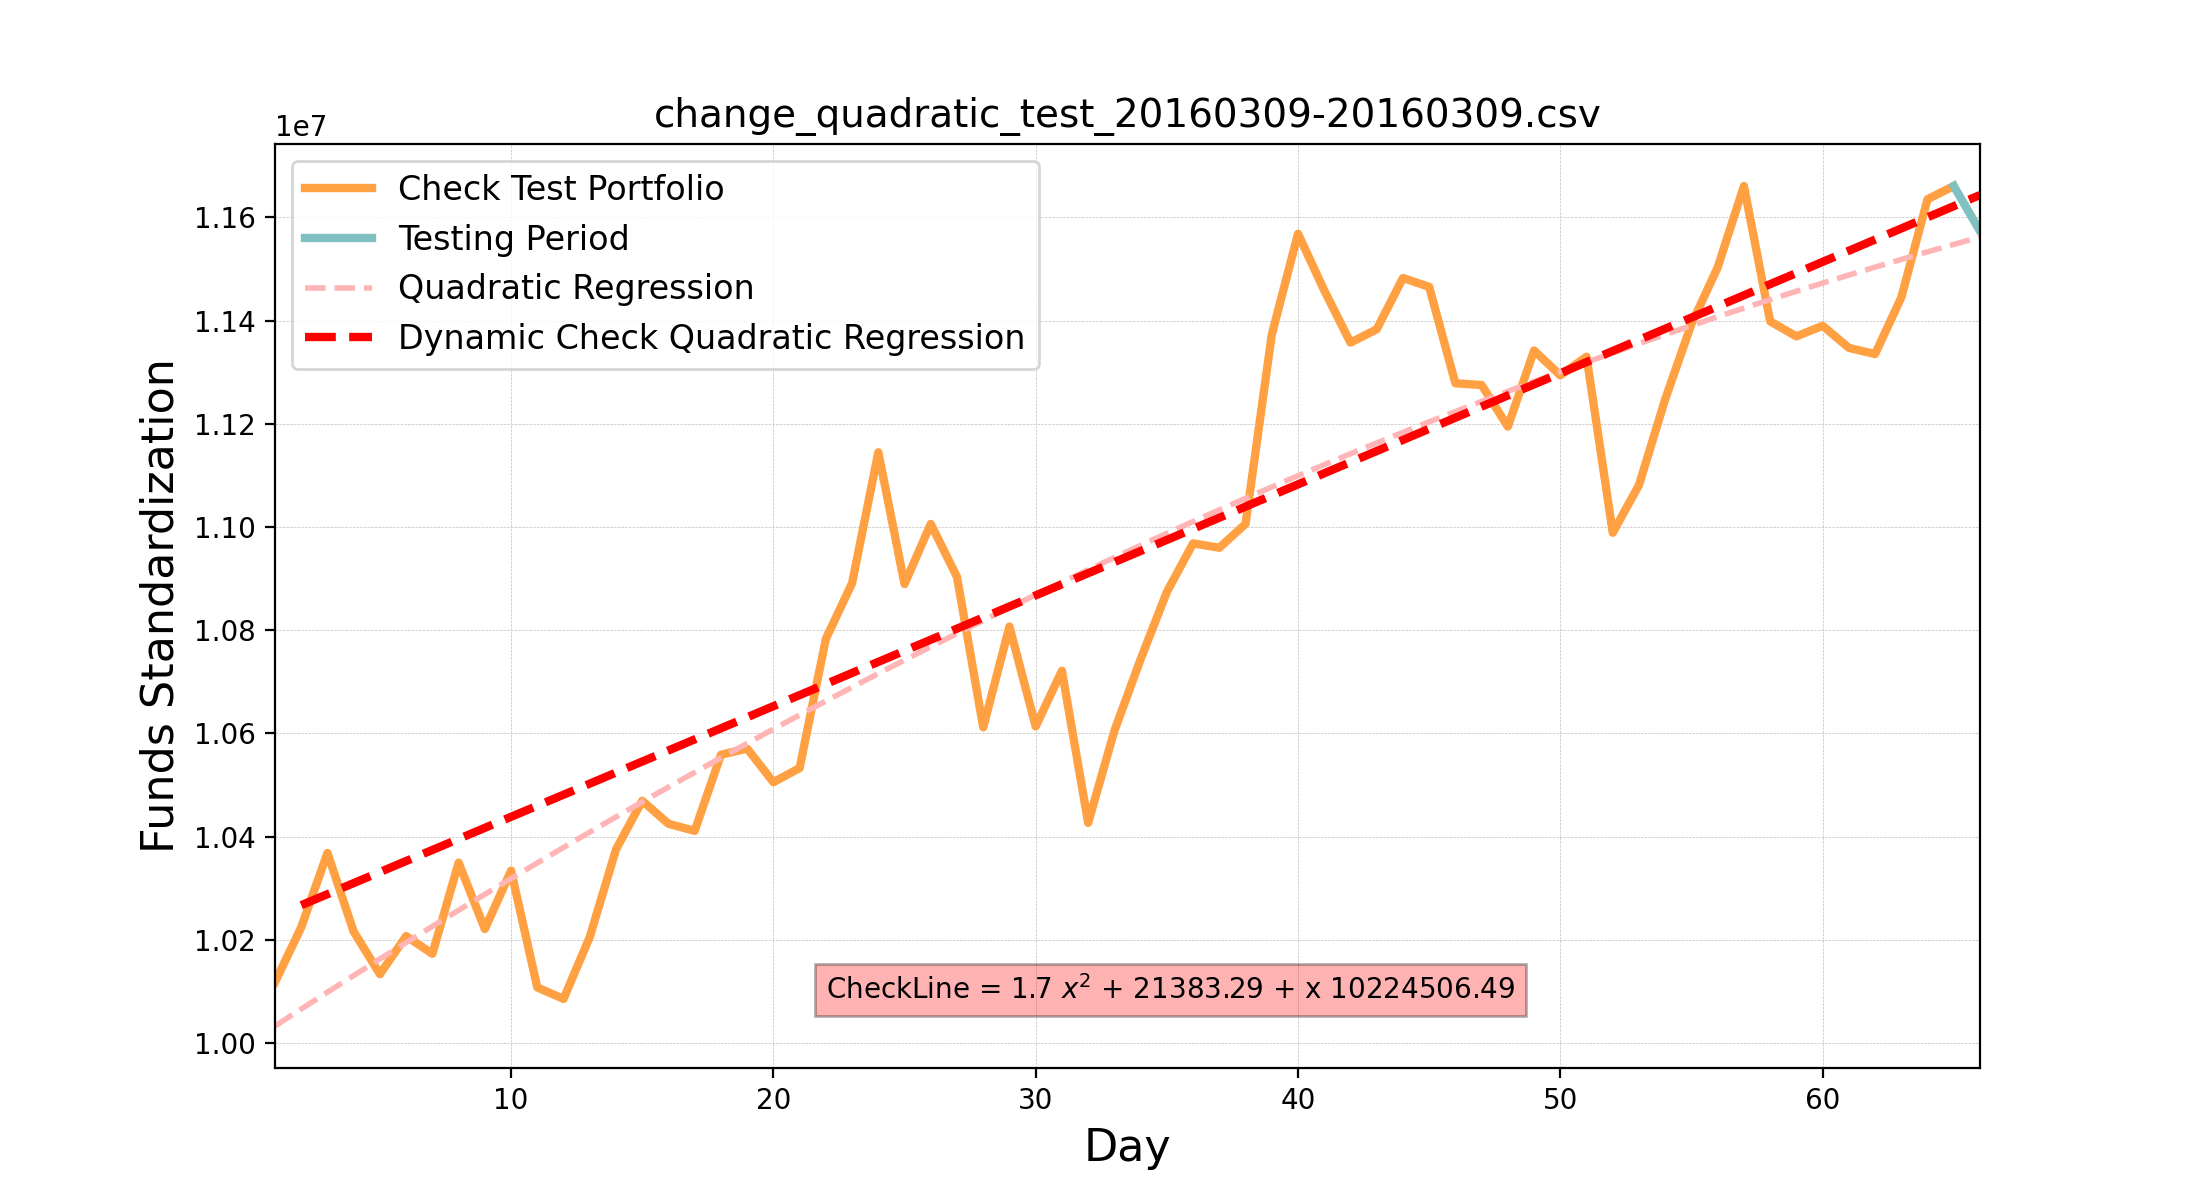 change_quadratic_test_20160309-20160309.csv
1e7
Check Test Portfolio
Testing Period
Quadratic Regression
Dynamic Check Quadratic Regression
1.16
1.14
1.12
1.10
1.08
1.06
1.04
1.02
1.00
Funds Standardization
CheckLine = 1.7 x² + 21383.29 + x 10224506.49
10 20 30 40 50 60
Day